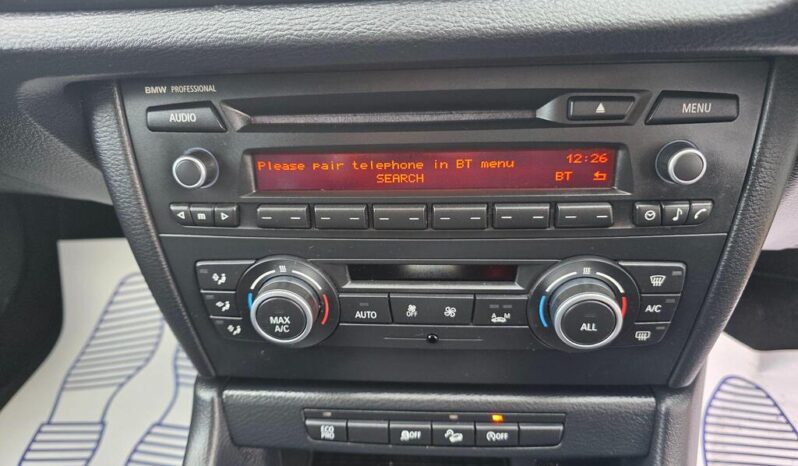 BMW PROFESSIONAL
AUDIO
MENU
Please pair telephone in BT menu 12:26
SEARCH BT
m
MAX A/C
AUTO
OFF
A M
ALL
A/C
ECO PRO
OFF
OFF